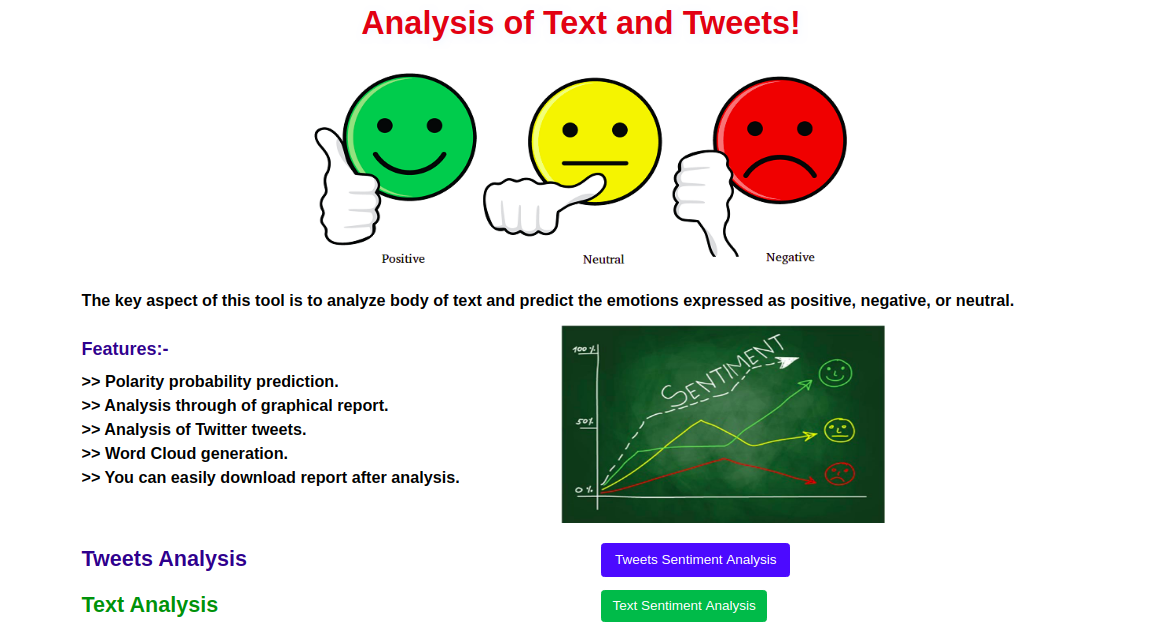 Analysis of Text and Tweets!
Positive
Neutral
Negative
The key aspect of this tool is to analyze body of text and predict the emotions expressed as positive, negative, or neutral.
Features:-
>> Polarity probability prediction.
>> Analysis through of graphical report.
>> Analysis of Twitter tweets.
>> Word Cloud generation.
>> You can easily download report after analysis.
SENTIMENT
100 %
50%
0 %
Tweets Analysis
Tweets Sentiment Analysis
Text Analysis
Text Sentiment Analysis